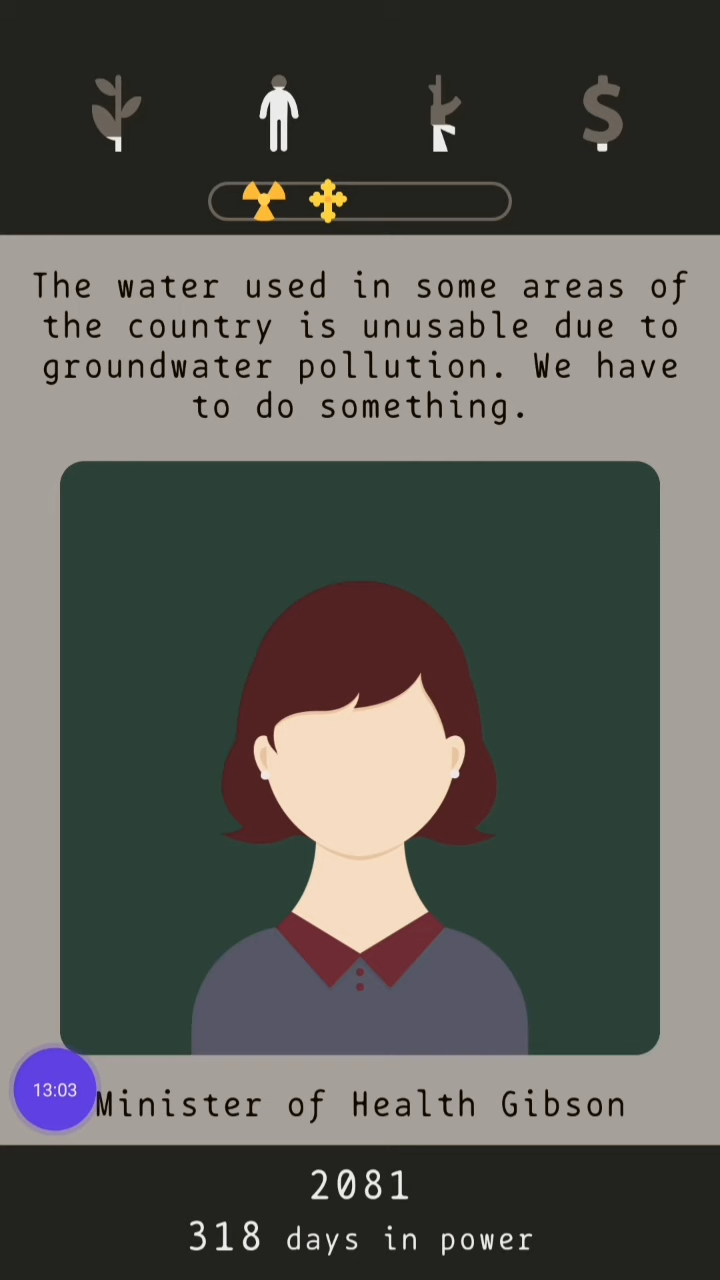 The water used in some areas of
the country is unusable due to
groundwater pollution. We have
to do something.
13:03
Minister of Health Gibson
2081
318 days in power